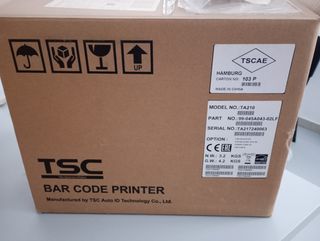 UP
TSCAE
HAMBURG
CARTON NO. 103 P
MADE IN CHINA
MODEL NO.:TA210
PART NO.:99-045A043-02LF
SERIAL NO.:TA217240063
OPTION :
N.W.: 3.2 KGS
G.W.: 4.2 KGS
TSC
BAR CODE PRINTER
Manufactured by TSC Auto ID Technology Co., Ltd.